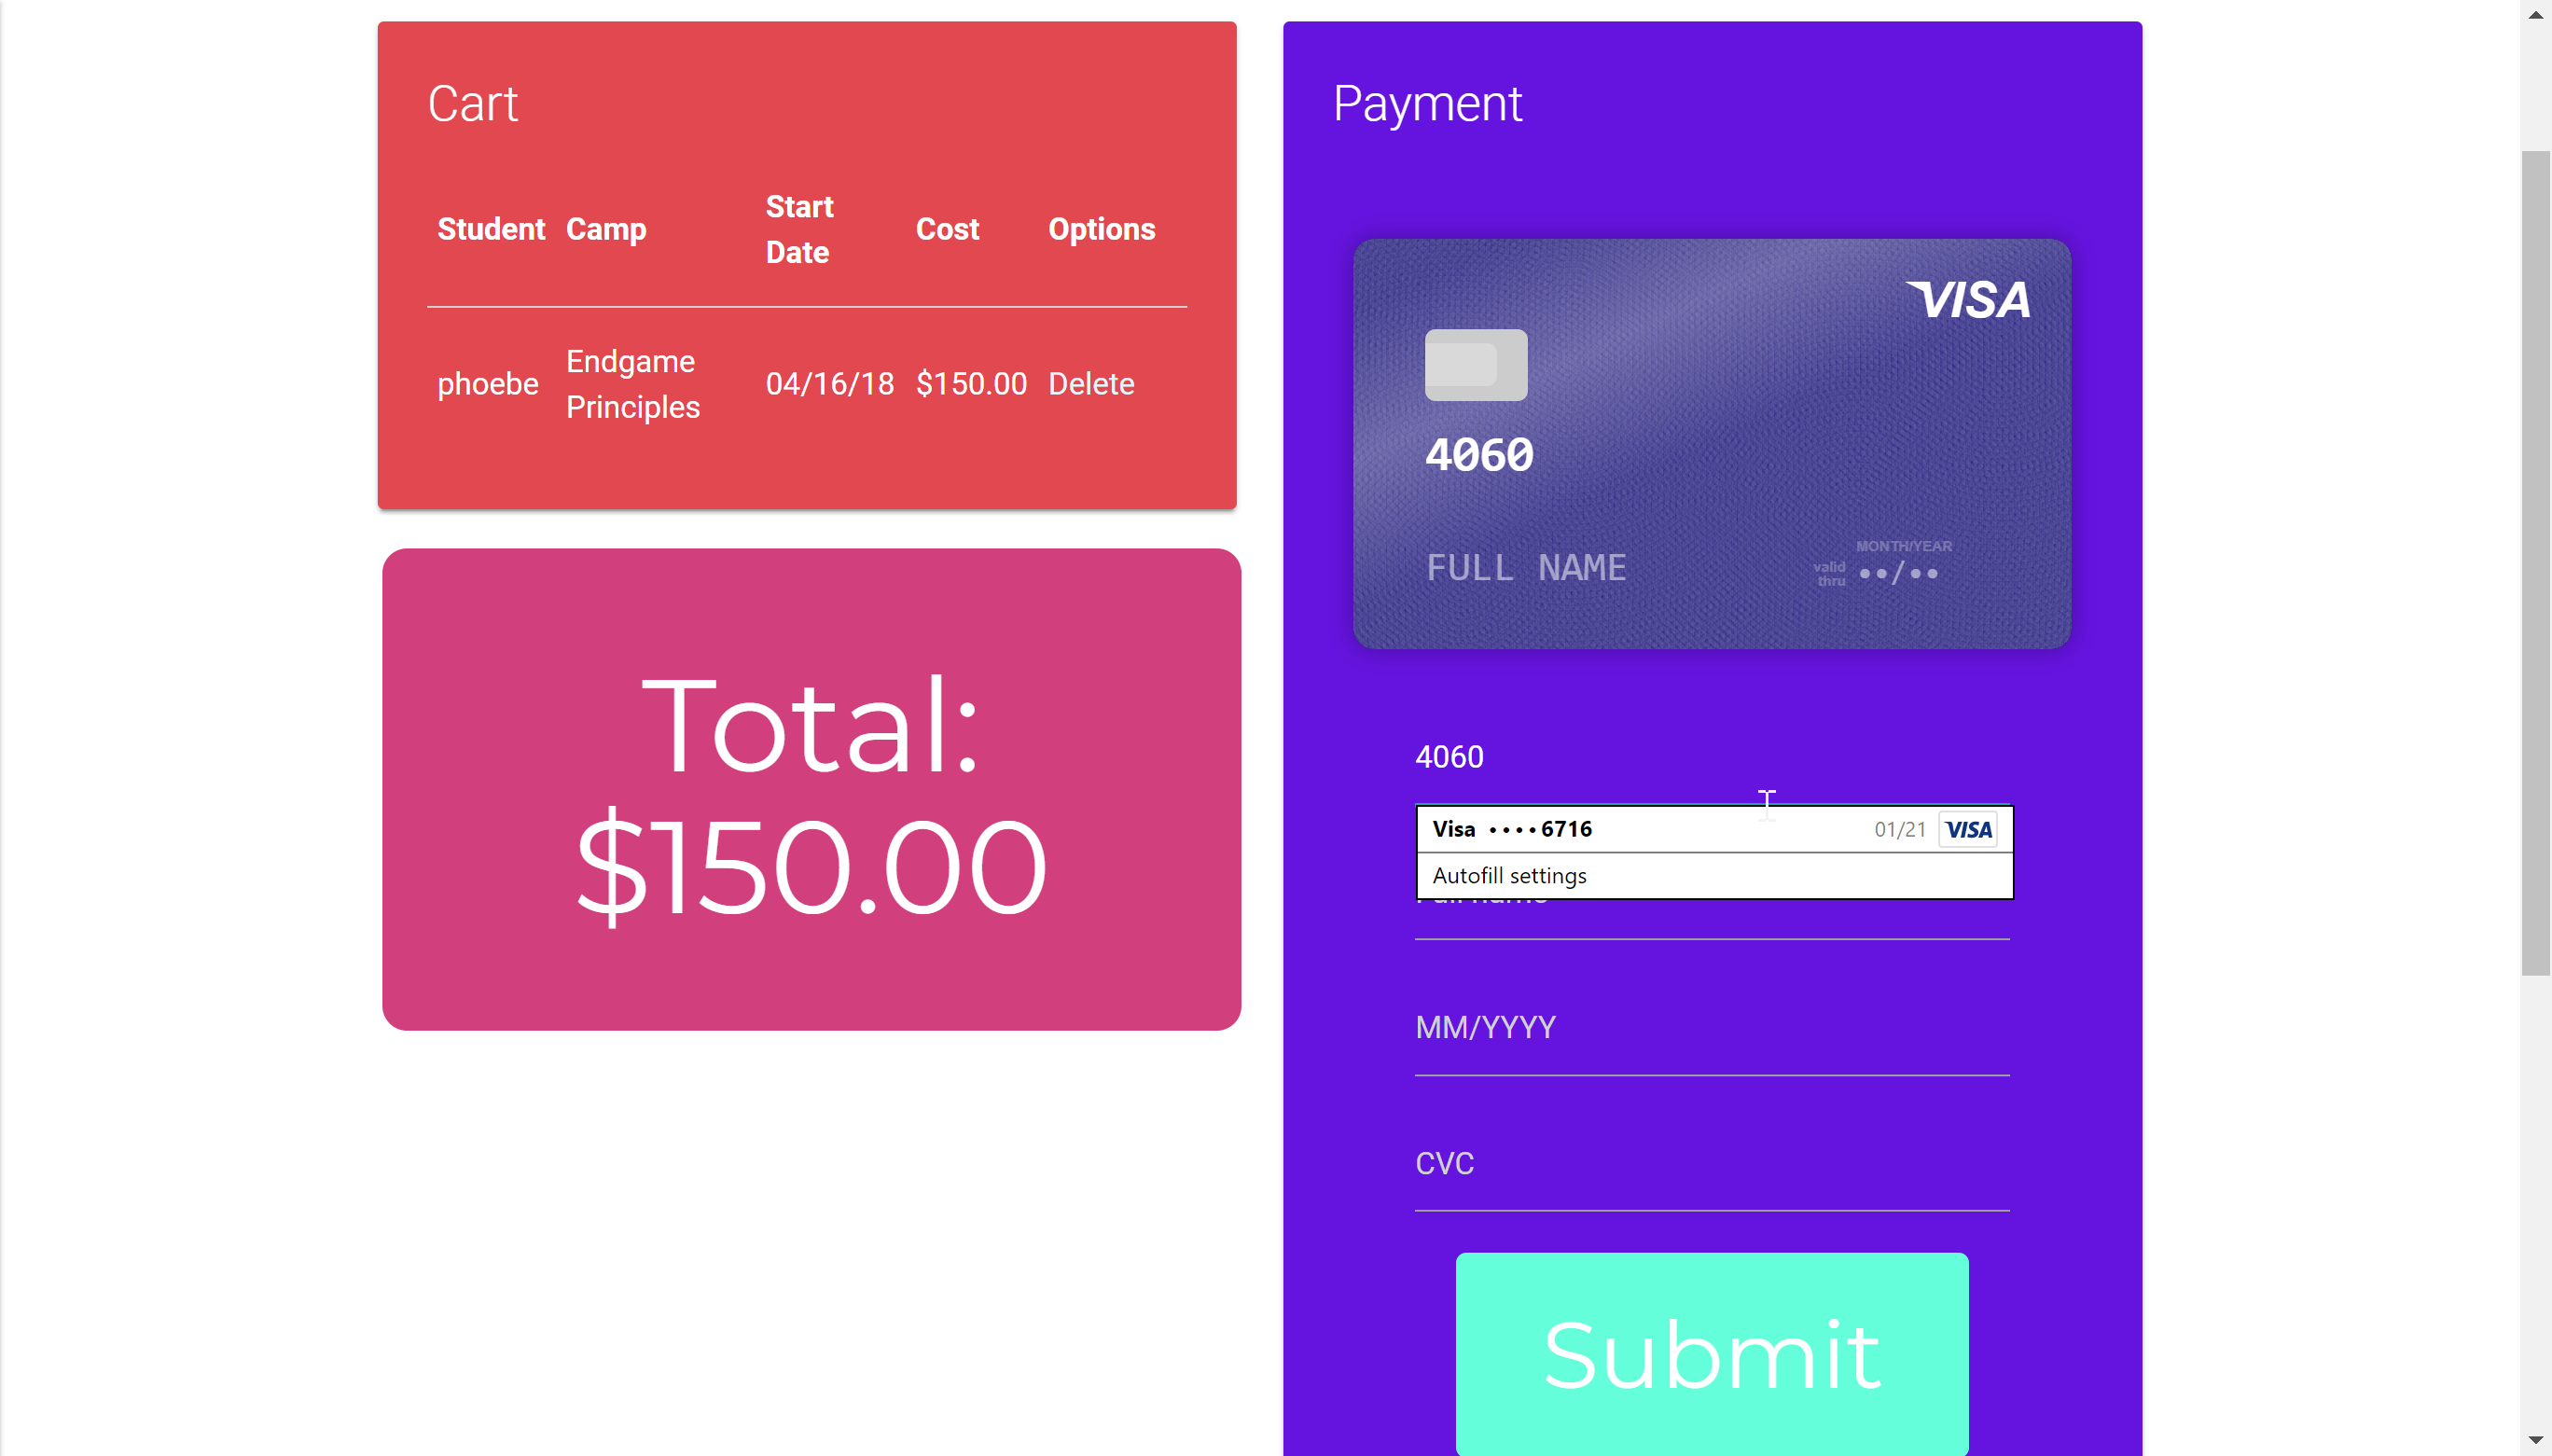 Cart
Student Camp Start Date Cost Options
phoebe Endgame Principles 04/16/18 $150.00 Delete
Total:
$150.00
Payment
VISA
4060
MONTH/YEAR
FULL NAME valid thru ••/••
4060
Visa ••••6716 01/21 VISA
Autofill settings
Full name
MM/YYYY
CVC
Submit